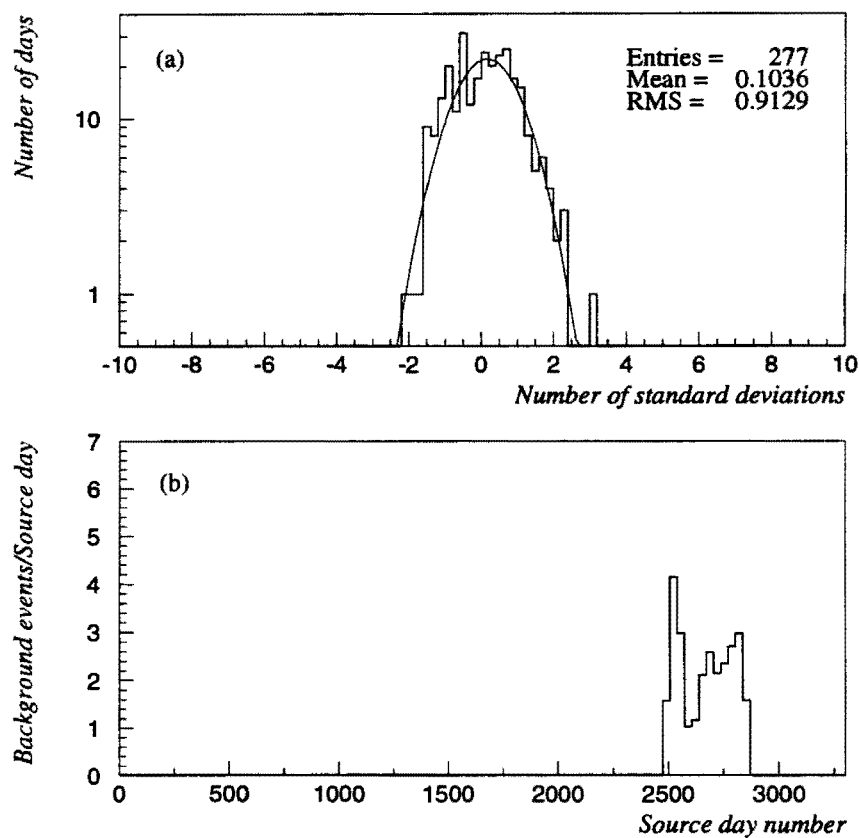 Number of days
(a)
Entries = 277
Mean = 0.1036
RMS = 0.9129
10
1
-10 -8 -6 -4 -2 0 2 4 6 8 10
Number of standard deviations
Background events/Source day
(b)
7
6
5
4
3
2
1
0
0 500 1000 1500 2000 2500 3000
Source day number